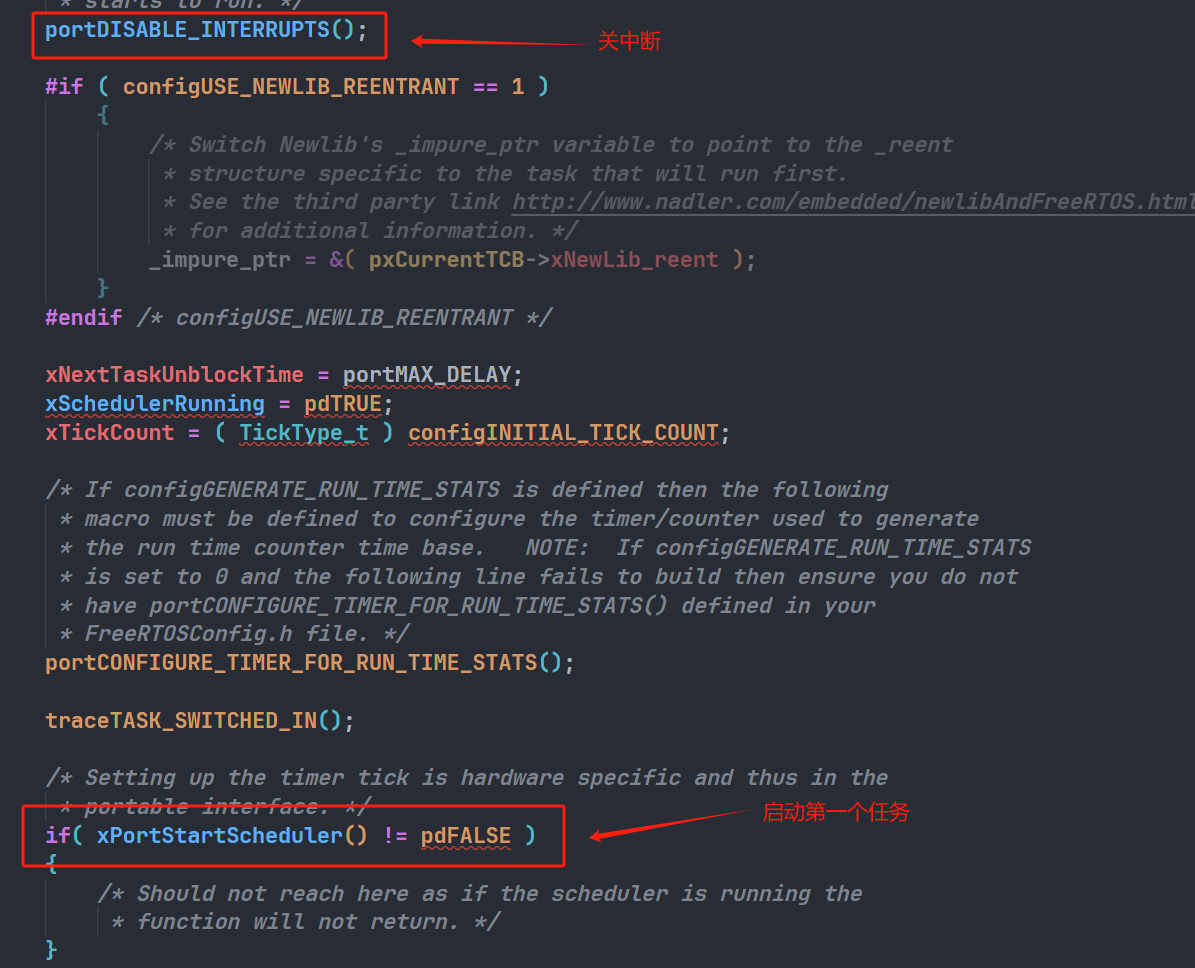 * starts to run. */
portDISABLE_INTERRUPTS();
关中断
#if ( configUSE_NEWLIB_REENTRANT == 1 )
    {
        /* Switch Newlib's _impure_ptr variable to point to the _reent
         * structure specific to the task that will run first.
         * See the third party link http://www.nadler.com/embedded/newlibAndFreeRTOS.html
         * for additional information. */
        _impure_ptr = &( pxCurrentTCB->xNewLib_reent );
    }
#endif /* configUSE_NEWLIB_REENTRANT */
xNextTaskUnblockTime = portMAX_DELAY;
xSchedulerRunning = pdTRUE;
xTickCount = ( TickType_t ) configINITIAL_TICK_COUNT;
/* If configGENERATE_RUN_TIME_STATS is defined then the following
 * macro must be defined to configure the timer/counter used to generate
 * the run time counter time base.   NOTE:  If configGENERATE_RUN_TIME_STATS
 * is set to 0 and the following line fails to build then ensure you do not
 * have portCONFIGURE_TIMER_FOR_RUN_TIME_STATS() defined in your
 * FreeRTOSConfig.h file. */
portCONFIGURE_TIMER_FOR_RUN_TIME_STATS();
traceTASK_SWITCHED_IN();
/* Setting up the timer tick is hardware specific and thus in the
 * portable interface. */
启动第一个任务
if( xPortStartScheduler() != pdFALSE )
{
    /* Should not reach here as if the scheduler is running the
     * function will not return. */
}